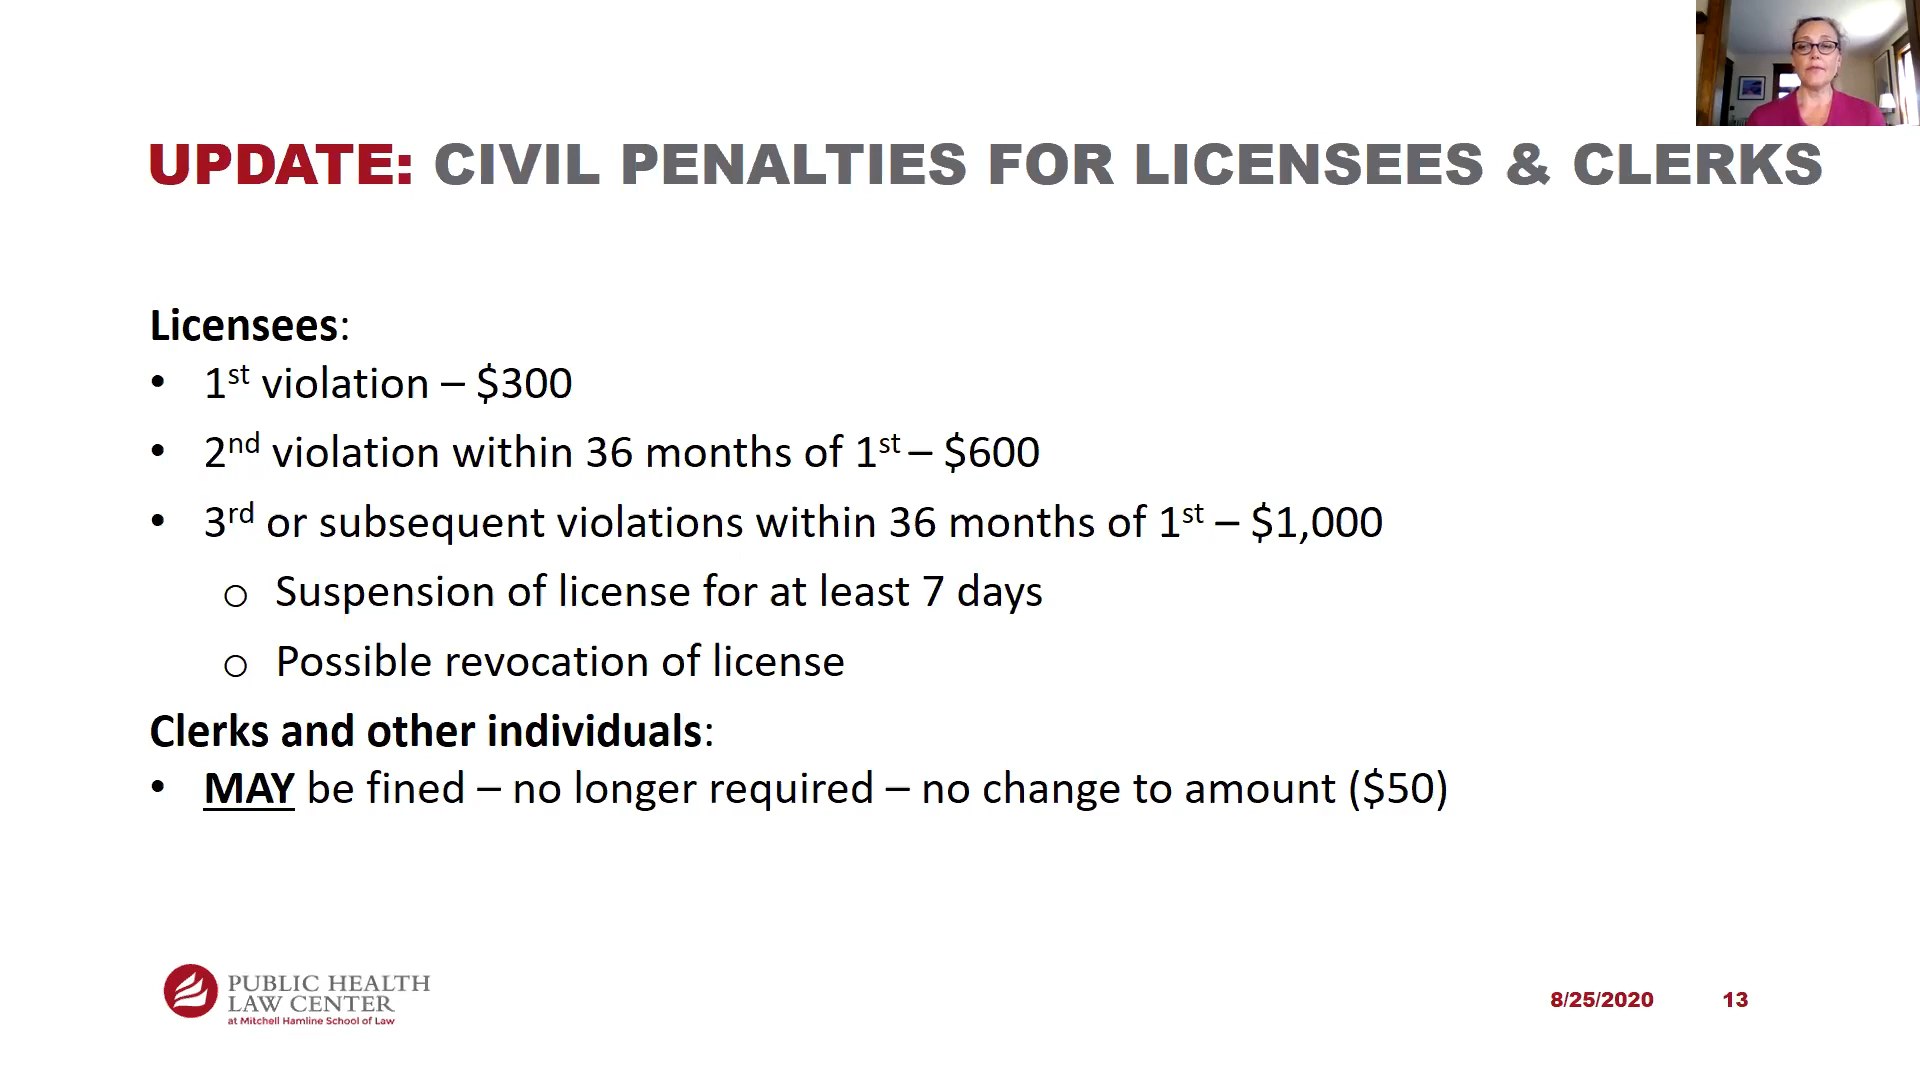 UPDATE: CIVIL PENALTIES FOR LICENSEES & CLERKS
Licensees:
• 1st violation – $300
• 2nd violation within 36 months of 1st – $600
• 3rd or subsequent violations within 36 months of 1st – $1,000
o Suspension of license for at least 7 days
o Possible revocation of license
Clerks and other individuals:
• MAY be fined – no longer required – no change to amount ($50)
PUBLIC HEALTH
LAW CENTER
at Mitchell Hamline School of Law
8/25/2020 13